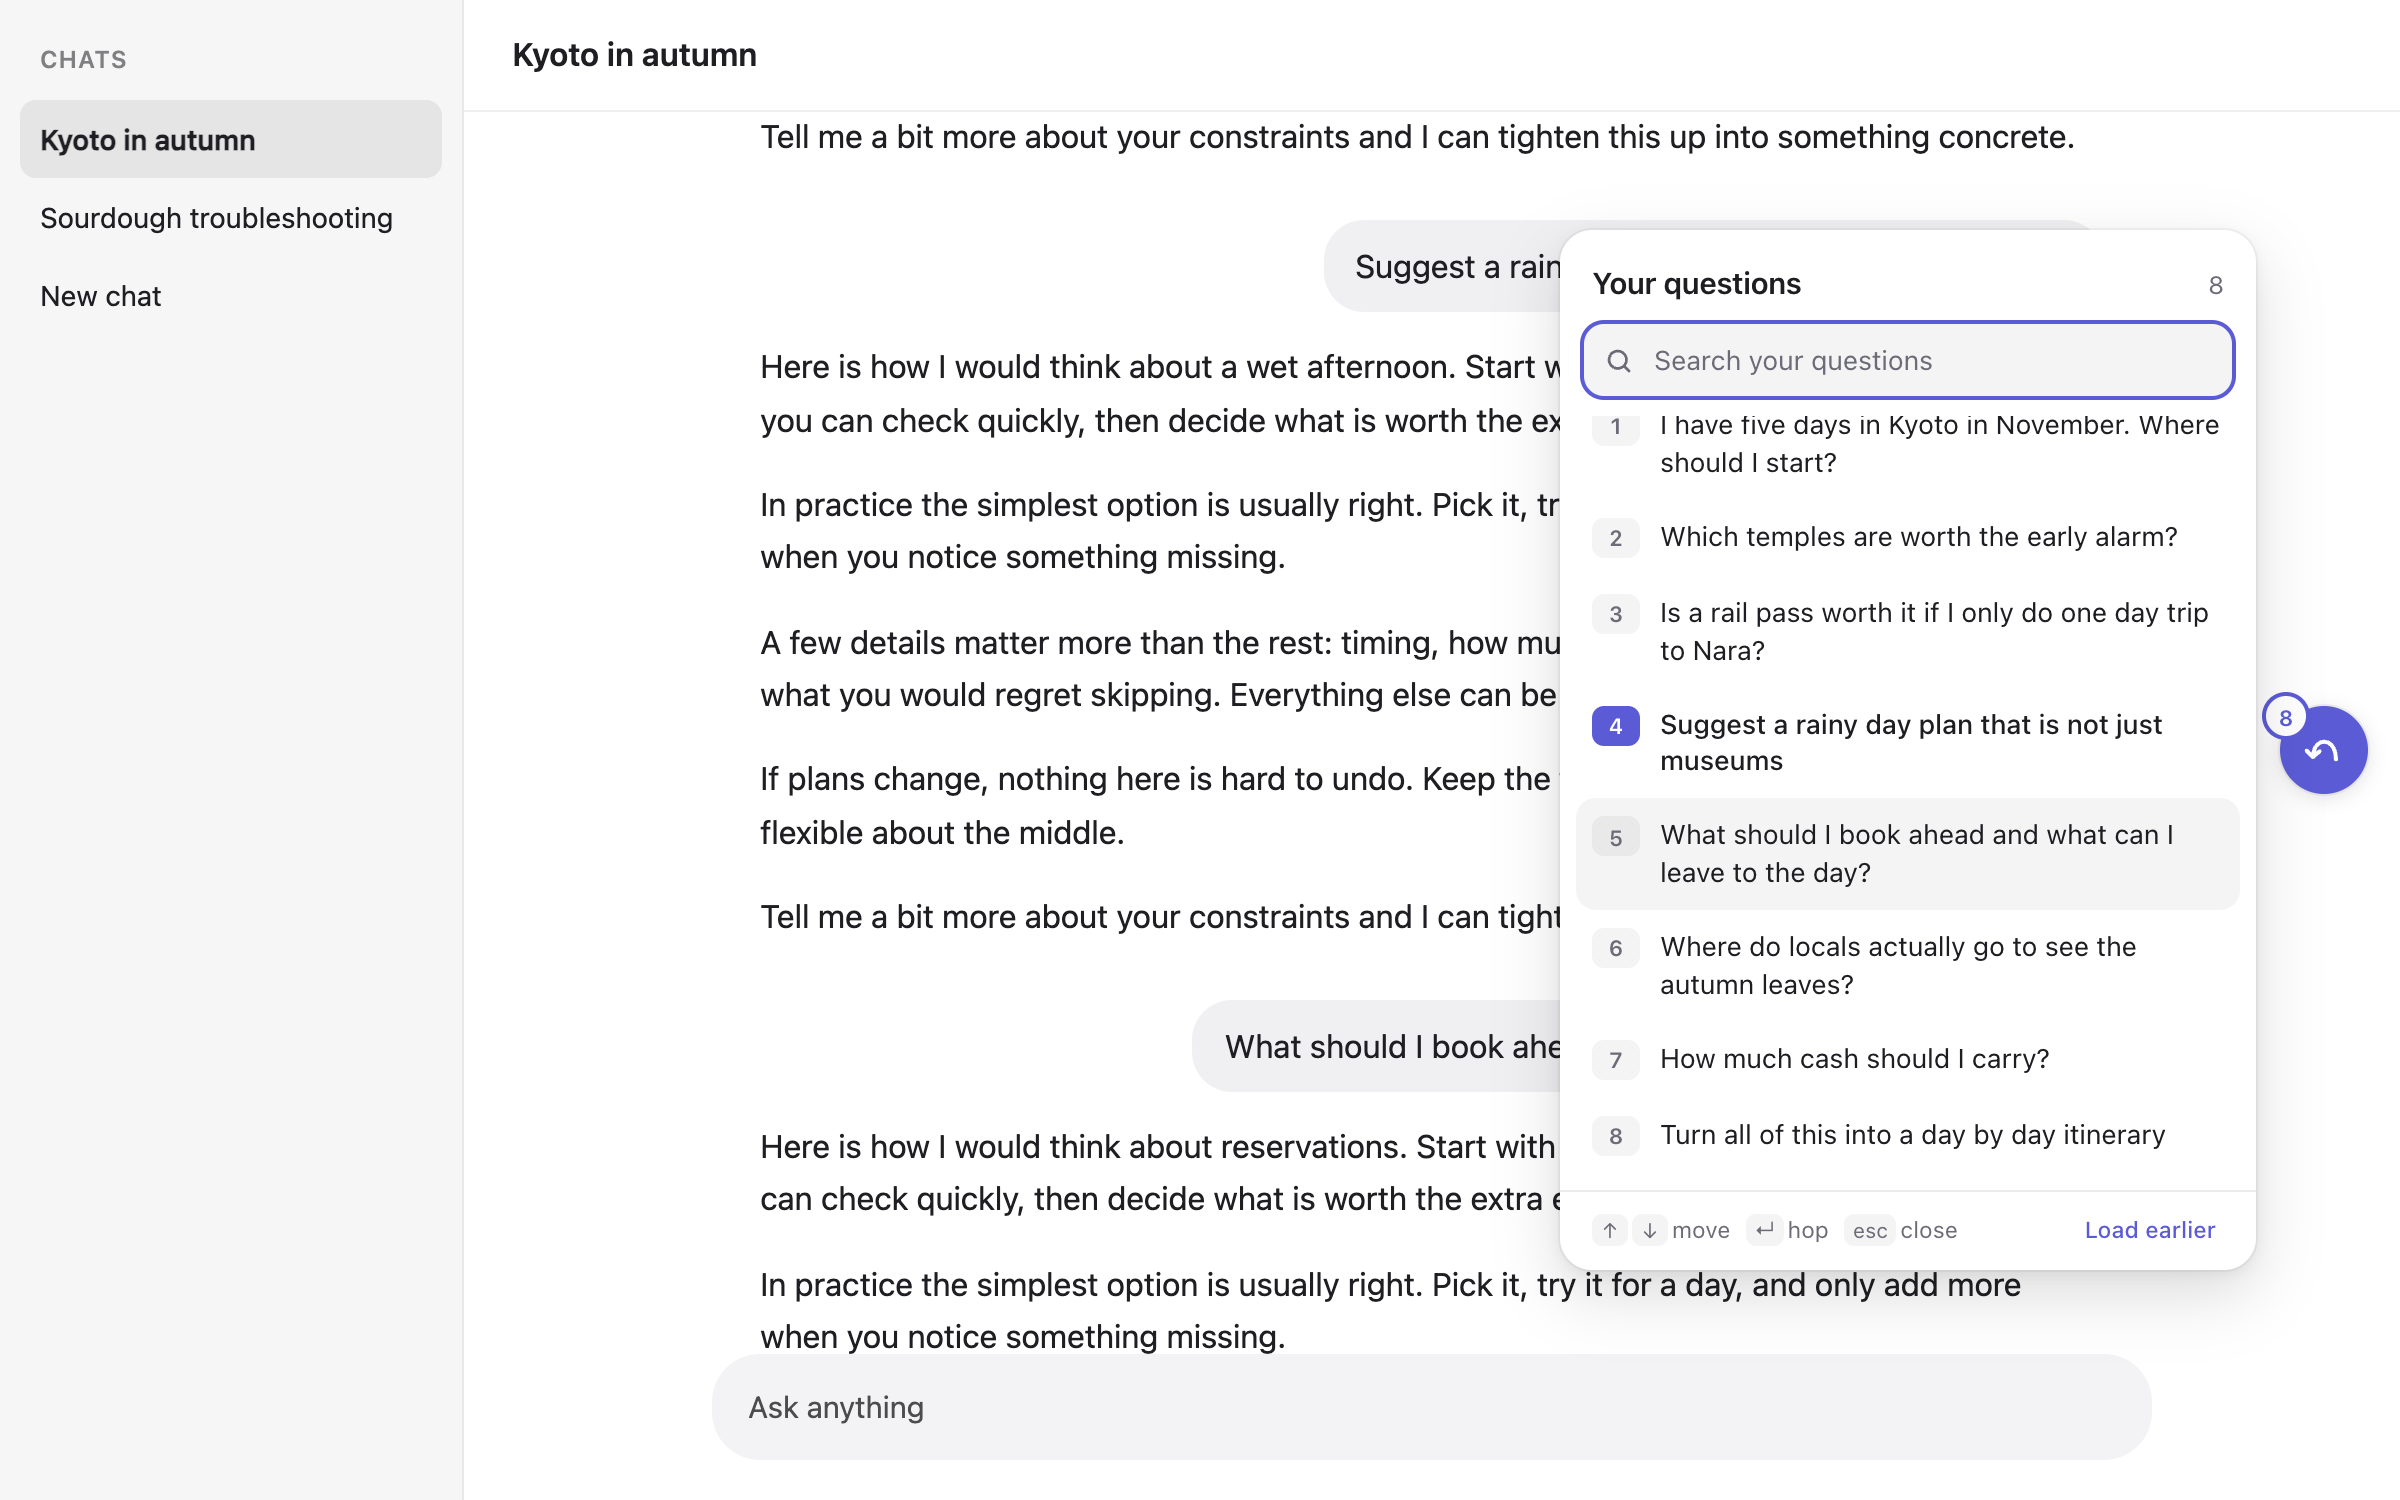 CHATS
Kyoto in autumn
Sourdough troubleshooting
New chat
Kyoto in autumn
Tell me a bit more about your constraints and I can tighten this up into something concrete.
Suggest a rain
Here is how I would think about a wet afternoon. Start w
you can check quickly, then decide what is worth the ex
In practice the simplest option is usually right. Pick it, tr
when you notice something missing.
A few details matter more than the rest: timing, how mu
what you would regret skipping. Everything else can be
If plans change, nothing here is hard to undo. Keep the
flexible about the middle.
Tell me a bit more about your constraints and I can tight
What should I book ahe
Here is how I would think about reservations. Start with
can check quickly, then decide what is worth the extra e
In practice the simplest option is usually right. Pick it, try it for a day, and only add more
when you notice something missing.
Ask anything
Your questions 8
Search your questions
1 I have five days in Kyoto in November. Where
should I start?
2 Which temples are worth the early alarm?
3 Is a rail pass worth it if I only do one day trip
to Nara?
4 Suggest a rainy day plan that is not just
museums
5 What should I book ahead and what can I
leave to the day?
6 Where do locals actually go to see the
autumn leaves?
7 How much cash should I carry?
8 Turn all of this into a day by day itinerary
↑ ↓ move ↵ hop esc close Load earlier
8